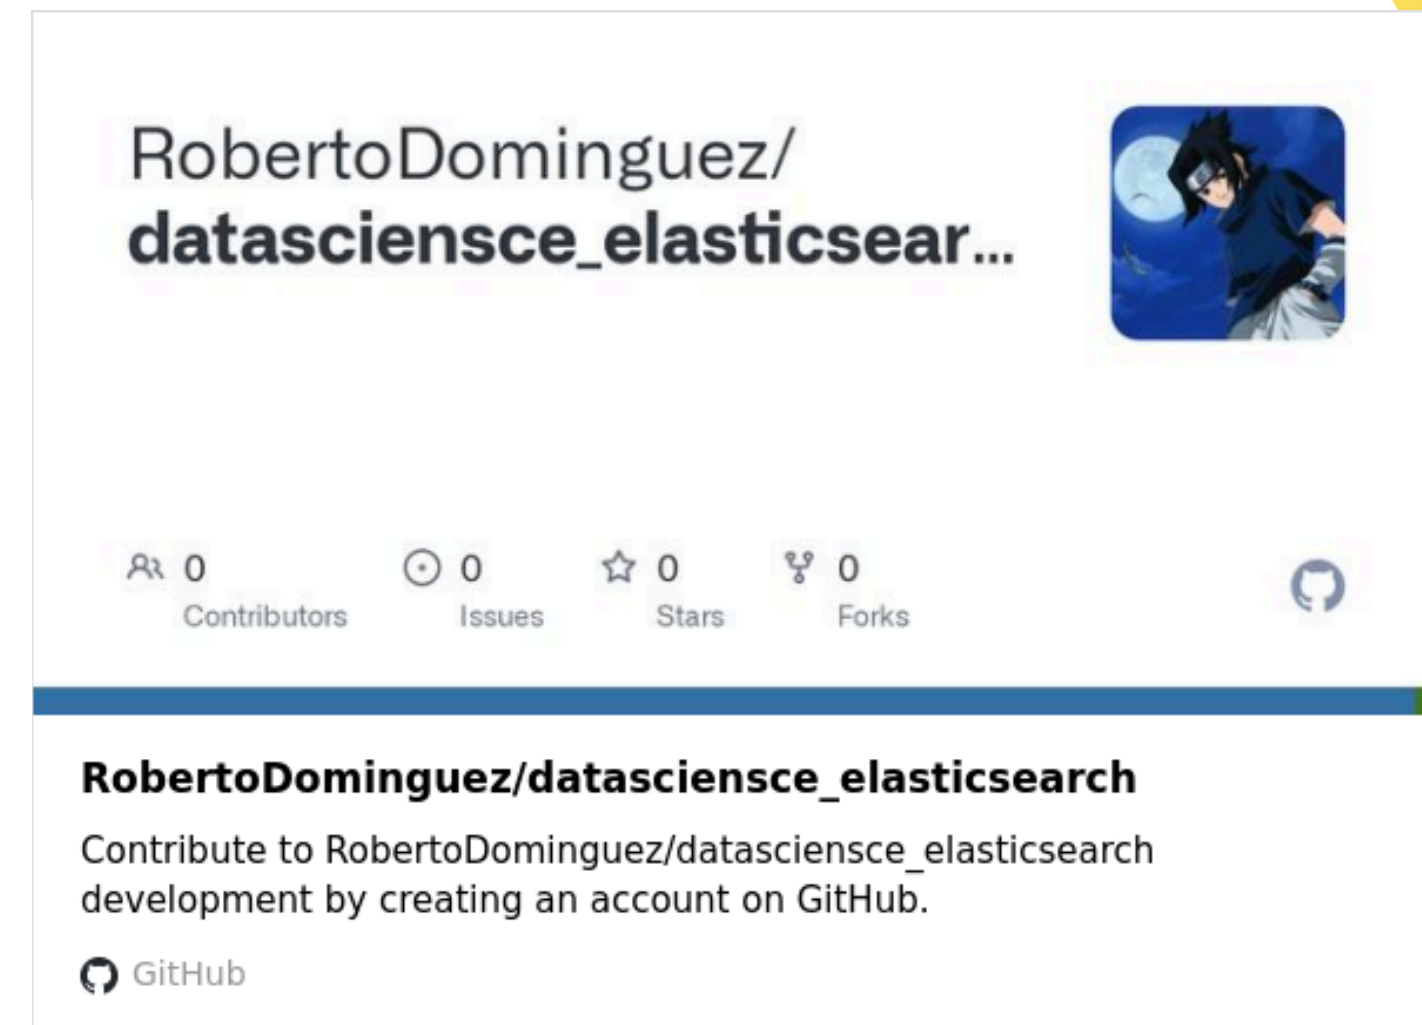 RobertoDominguez/
datasciensce_elasticsear...
0 0 0 0
Contributors Issues Stars Forks
RobertoDominguez/datasciensce_elasticsearch
Contribute to RobertoDominguez/datasciensce_elasticsearch
development by creating an account on GitHub.
GitHub